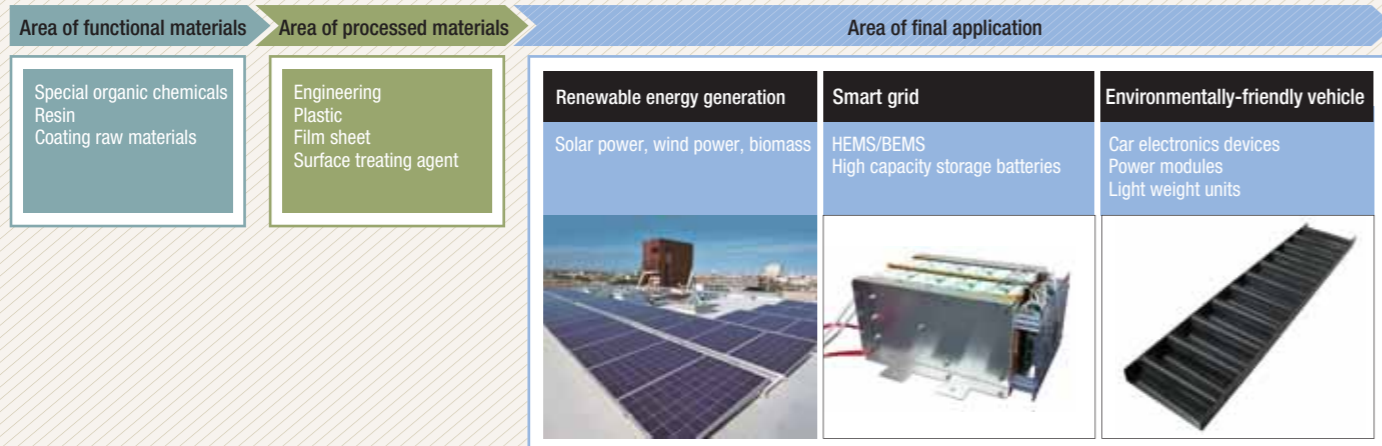 Area of functional materials
Area of processed materials
Area of final application
Special organic chemicals
Resin
Coating raw materials
Engineering
Plastic
Film sheet
Surface treating agent
Renewable energy generation
Solar power, wind power, biomass
Smart grid
HEMS/BEMS
High capacity storage batteries
Environmentally-friendly vehicle
Car electronics devices
Power modules
Light weight units